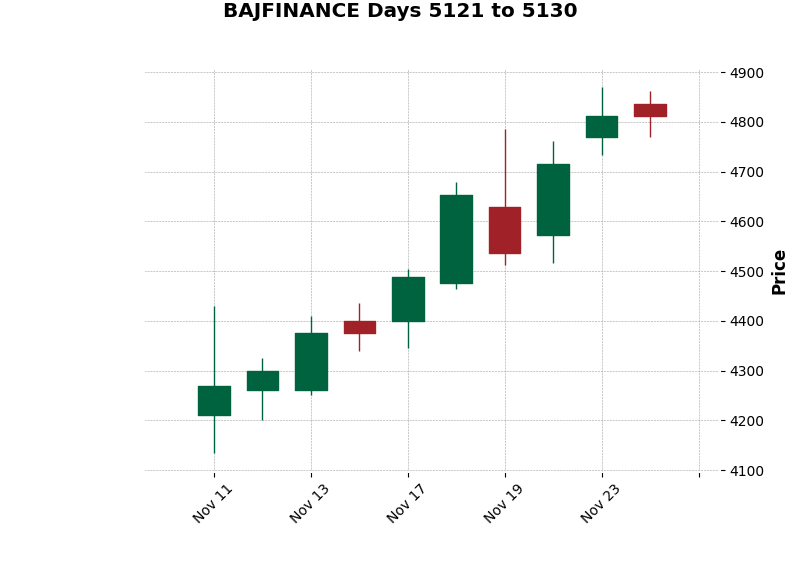 BAJFINANCE Days 5121 to 5130
4900
4800
4700
4600
4500
4400
4300
4200
4100
Price
Nov 11
Nov 13
Nov 17
Nov 19
Nov 23